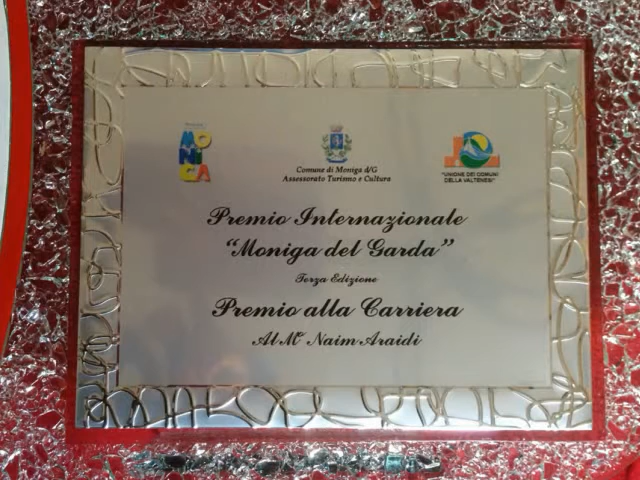 MONIGA
Comune di Moniga d/G
Assessorato Turismo e Cultura
"UNIONE DEI COMUNI
DELLA VALTENESI"
Premio Internazionale
"Moniga del Garda"
Terza Edizione
Premio alla Carriera
Al M° Naim Araidi